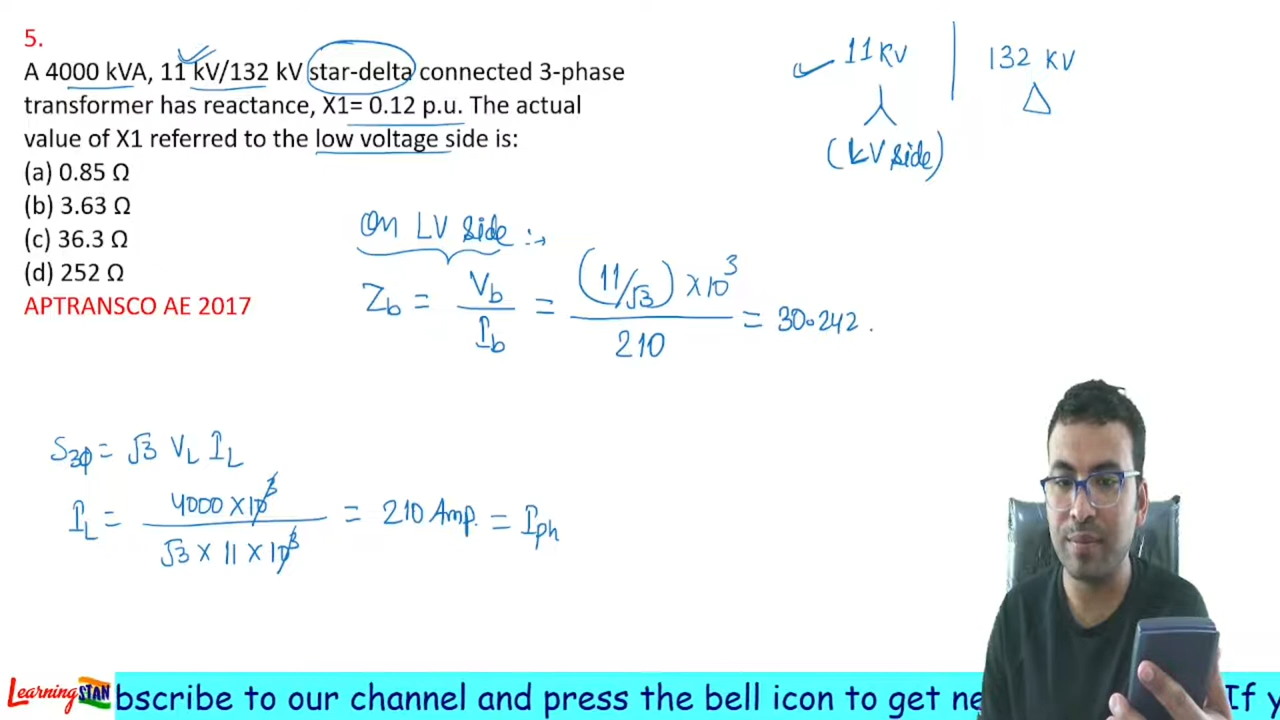 5.
A 4000 kVA, 11 kV/132 kV star-delta connected 3-phase
transformer has reactance, X1= 0.12 p.u. The actual
value of X1 referred to the low voltage side is:
(a) 0.85 Ω
(b) 3.63 Ω
(c) 36.3 Ω
(d) 252 Ω
APTRANSCO AE 2017
11 kV | 132 kV
(LV side)
On LV side :→
Zb = Vb/Ib = (11/√3) × 10³ / 210 = 30.242.
S3φ = √3 VL IL
IL = 4000 × 10³ / √3 × 11 × 10³ = 210 Amp. = Iph
LearningSTAN
bscribe to our channel and press the bell icon to get ne
If y